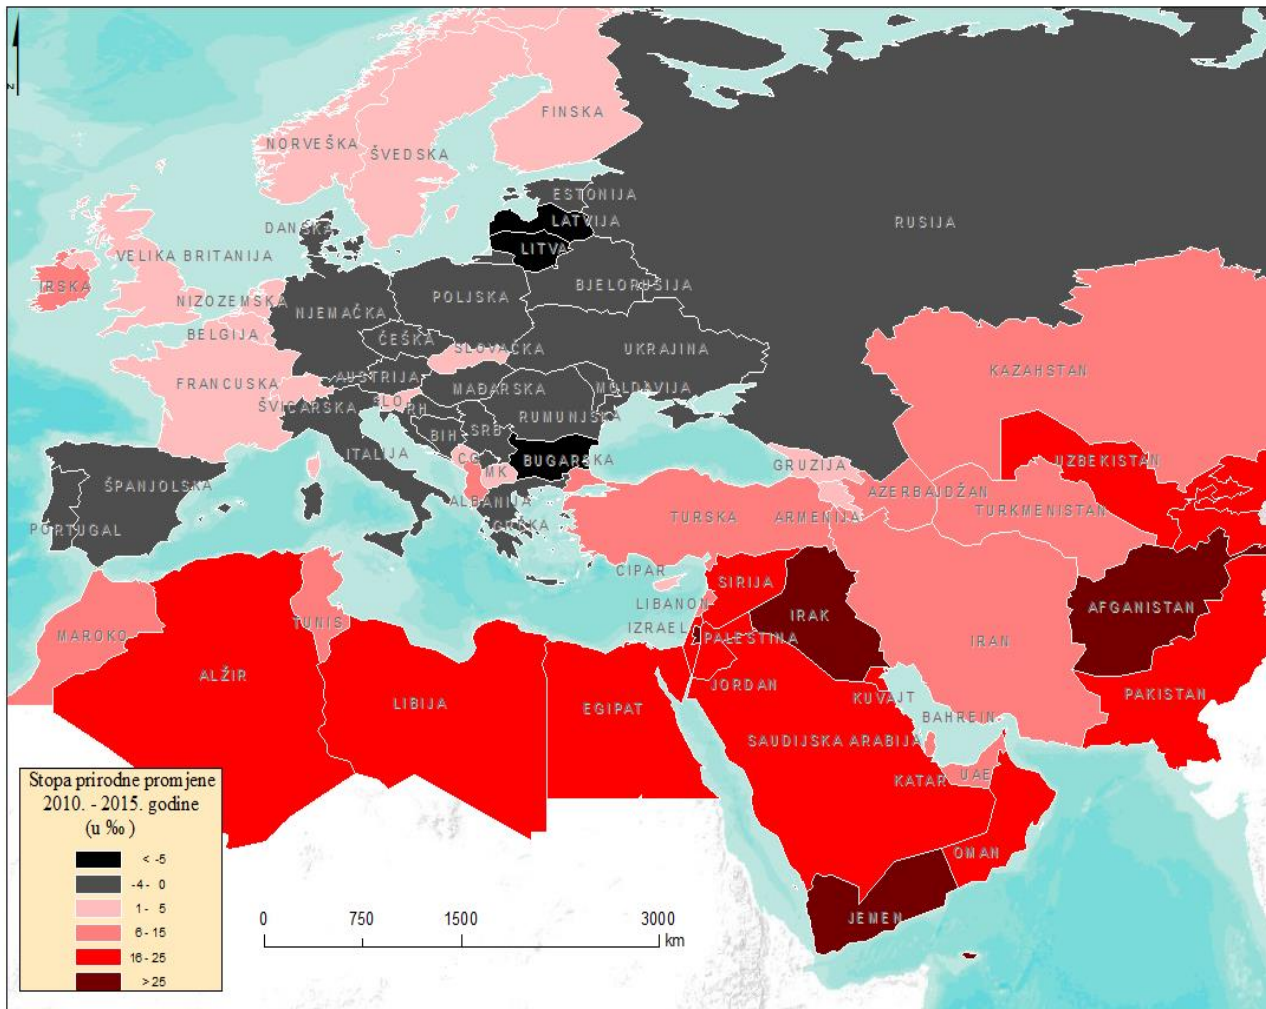 N
FINSKA
NORVEŠKA
ŠVEDSKA
ESTONIJA
LATVIJA
DANSKA
LITVA
RUSIJA
VELIKA BRITANIJA
IRSKA
NIZOZEMSKA
POLJSKA
BJELORUSIJA
NJEMAČKA
BELGIJA
ČEŠKA
SLOVAČKA
UKRAJINA
KAZAHSTAN
FRANCUSKA
AUSTRIJA
MAĐARSKA
MOLDAVIJA
ŠVICARSKA
SLO
RH
RUMUNJSKA
BIH
SRB
ITALIJA
CG
MK
BUGARSKA
GRUZIJA
UZBEKISTAN
ŠPANJOLSKA
ALBANIJA
AZERBAJDŽAN
PORTUGAL
GRČKA
TURSKA
ARMENIJA
TURKMENISTAN
CIPAR
SIRIJA
LIBANON
IRAK
AFGANISTAN
MAROKO
TUNIS
IZRAEL
PALESTINA
IRAN
ALŽIR
LIBIJA
EGIPAT
JORDAN
KUVAJT
PAKISTAN
BAHREIN
SAUDIJSKA ARABIJA
KATAR
UAE
OMAN
JEMEN
Stopa prirodne promjene
2010. - 2015. godine
(u ‰ )
< -5
-4 - 0
1 - 5
6 - 15
16 - 25
> 25
0 750 1500 3000
km